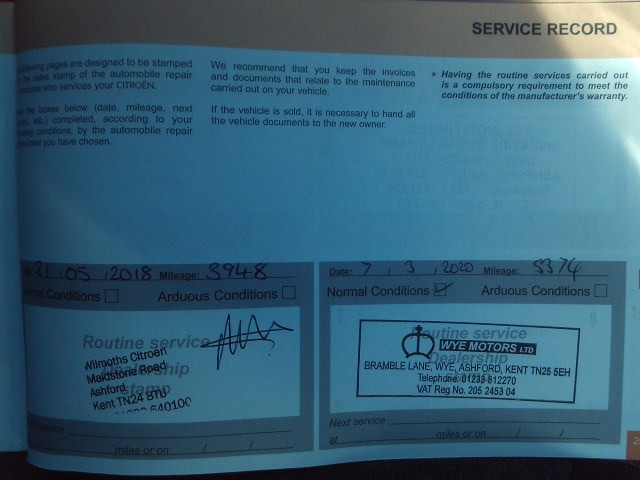 SERVICE RECORD
following pages are designed to be stamped
the sales stamp of the automobile repair
who services your CITROËN.
boxes below (date, mileage, next
etc.) completed, according to your
conditions, by the automobile repair
you have chosen.
We recommend that you keep the invoices
and documents that relate to the maintenance
carried out on your vehicle.
If the vehicle is sold, it is necessary to hand all
the vehicle documents to the new owner.
• Having the routine services carried out
is a compulsory requirement to meet the
conditions of the manufacturer's warranty.
21 / 05 / 2018 Mileage: 3948
Conditions Arduous Conditions
Routine service
Dealership
stamp
Wilmoths Citroen
Maidstone Road
Ashford
Kent TN24 8TU
640100
service
miles or on / /
Date: 7 / 3 / 2020 Mileage: 5374
Normal Conditions Arduous Conditions
Routine service
Dealership
stamp
WYE MOTORS LTD
BRAMBLE LANE, WYE, ASHFORD, KENT TN25 5EH
Telephone: 01233 812270
VAT Reg No. 205 2453 04
Next service
at miles or on / /